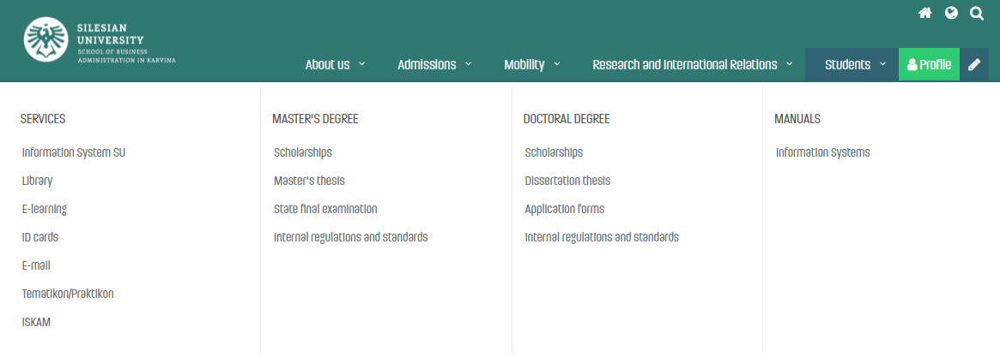 SILESIAN
UNIVERSITY
SCHOOL OF BUSINESS
ADMINISTRATION IN KARVINA
About us
Admissions
Mobility
Research and International Relations
Students
Profile
SERVICES
Information System SU
Library
E-learning
ID cards
E-mail
Tematikon/Praktikon
ISKAM
MASTER'S DEGREE
Scholarships
Master's thesis
State final examination
Internal regulations and standards
DOCTORAL DEGREE
Scholarships
Dissertation thesis
Application forms
Internal regulations and standards
MANUALS
Information Systems